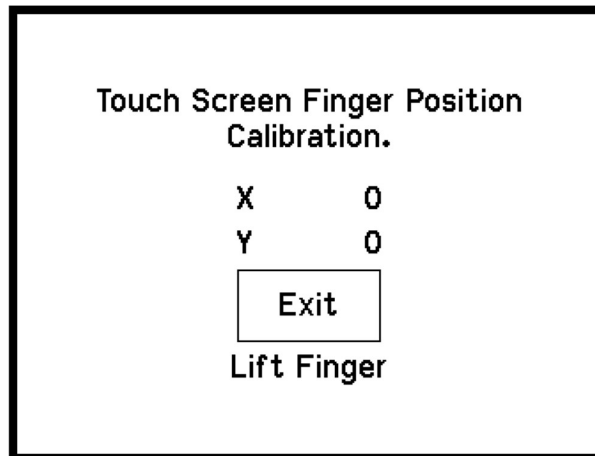 Touch Screen Finger Position
Calibration.
X 0
Y 0
Exit
Lift Finger